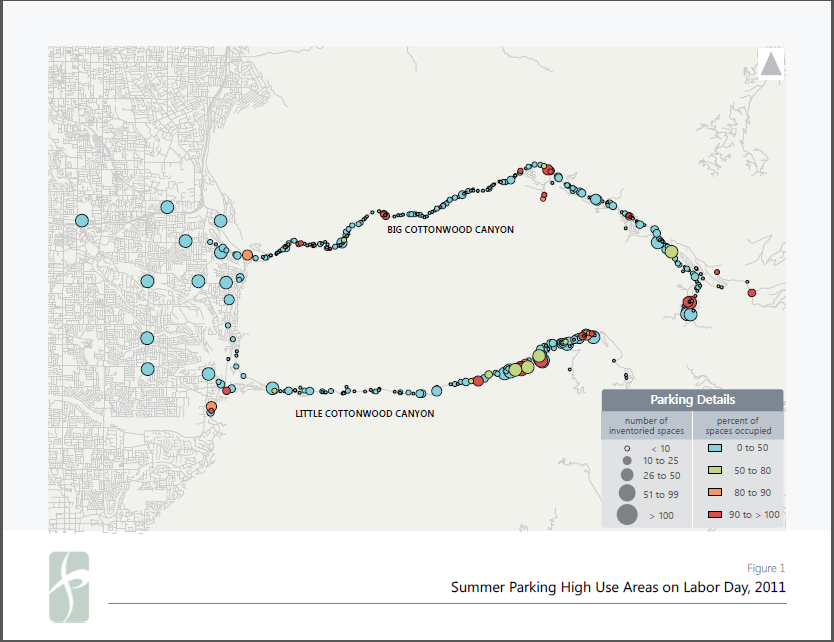 BIG COTTONWOOD CANYON
LITTLE COTTONWOOD CANYON
Parking Details
number of
inventoried spaces
< 10
10 to 25
26 to 50
51 to 99
> 100
percent of
spaces occupied
0 to 50
50 to 80
80 to 90
90 to > 100
Figure 1
Summer Parking High Use Areas on Labor Day, 2011